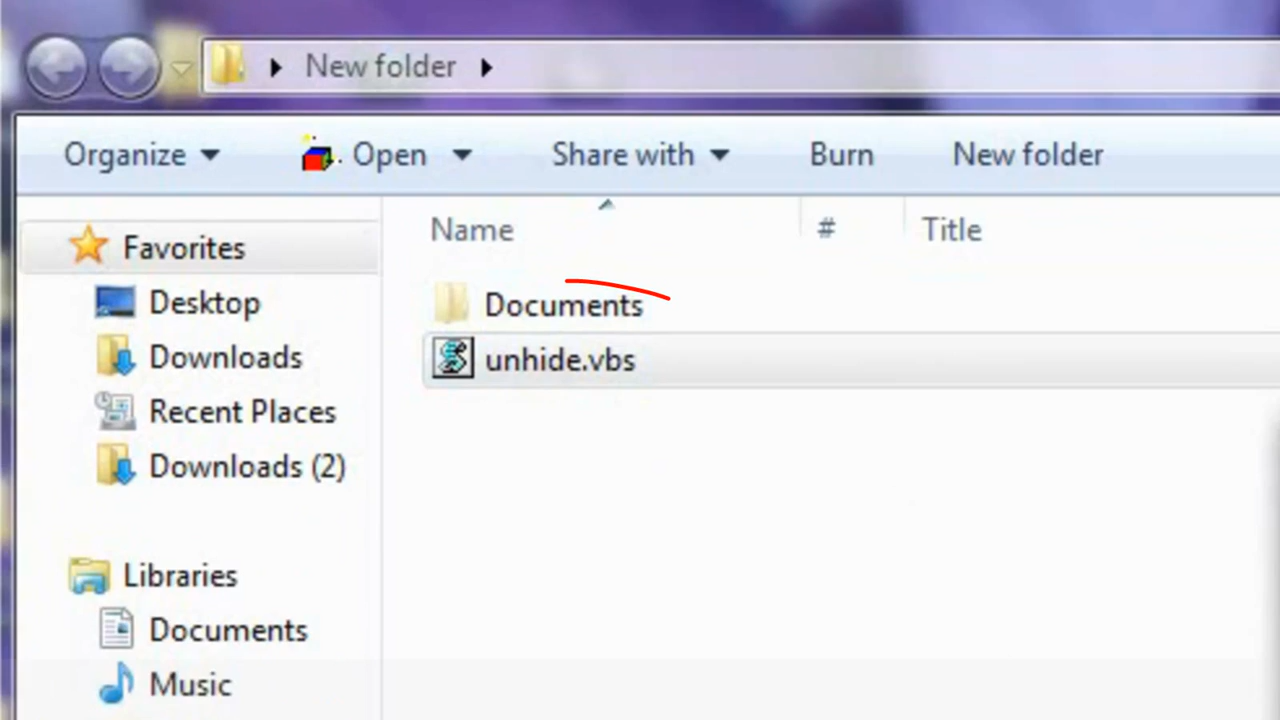 New folder
Organize Open Share with Burn New folder
Name # Title
Favorites
Desktop
Downloads
Recent Places
Downloads (2)
Libraries
Documents
Music
Documents
unhide.vbs